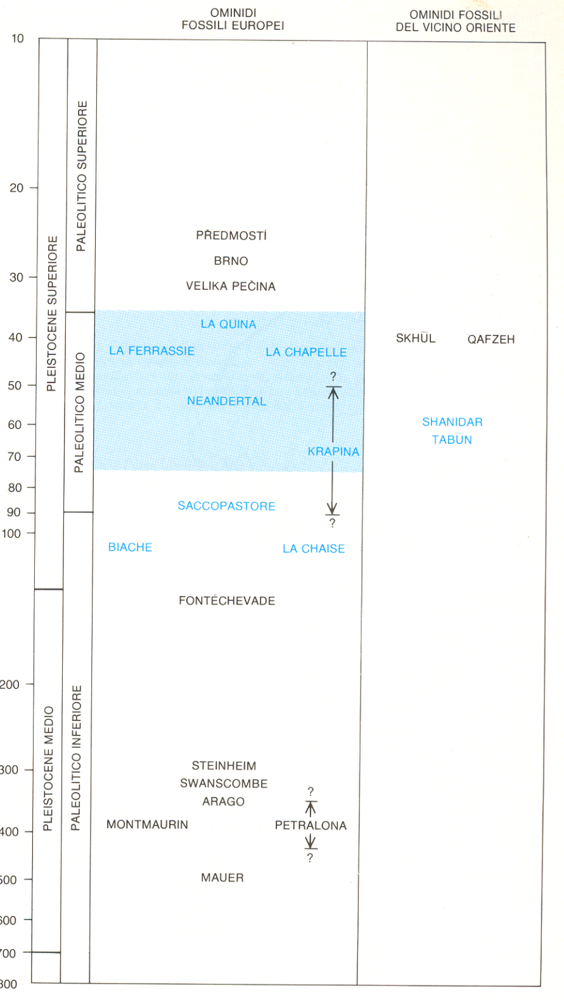 OMINIDI
FOSSILI EUROPEI
OMINIDI FOSSILI
DEL VICINO ORIENTE
10
20
30
40
50
60
70
80
90
100
200
300
400
500
600
700
800
PLEISTOCENE SUPERIORE
PLEISTOCENE MEDIO
PALEOLITICO SUPERIORE
PALEOLITICO MEDIO
PALEOLITICO INFERIORE
PŘEDMOSTÍ
BRNO
VELIKA PEČINA
LA QUINA
LA FERRASSIE
LA CHAPELLE
?
NEANDERTAL
KRAPINA
SACCOPASTORE
?
BIACHE
LA CHAISE
FONTÉCHEVADE
STEINHEIM
SWANSCOMBE
ARAGO
?
MONTMAURIN
PETRALONA
?
MAUER
SKHŪL
QAFZEH
SHANIDAR
TABŪN